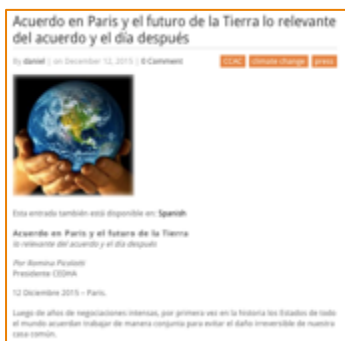 Acuerdo en Paris y el futuro de la Tierra lo relevante
del acuerdo y el día después
By daniel | on December 12, 2015 | 0 Comment
CCAC climate change press
Esta entrada también está disponible en: Spanish
Acuerdo en Paris y el futuro de la Tierra
lo relevante del acuerdo y el día después
Por Romina Picolotti
Presidente CEDHA
12 Diciembre 2015 – Paris.
Luego de años de negociaciones intensas, por primera vez en la historia los Estados de todo
el mundo acuerdan trabajar de manera conjunta para evitar el daño irreversible de nuestra
casa común.